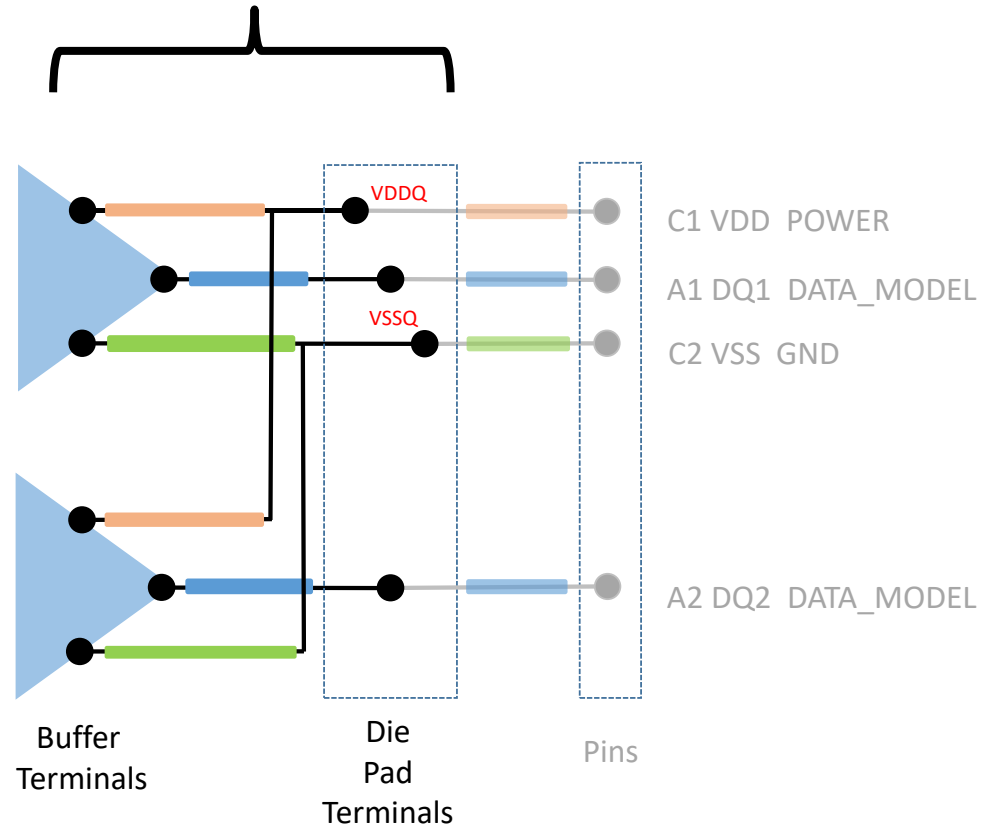 VDDQ
C1 VDD POWER
A1 DQ1 DATA_MODEL
VSSQ
C2 VSS GND
A2 DQ2 DATA_MODEL
Buffer
Terminals
Die
Pad
Terminals
Pins